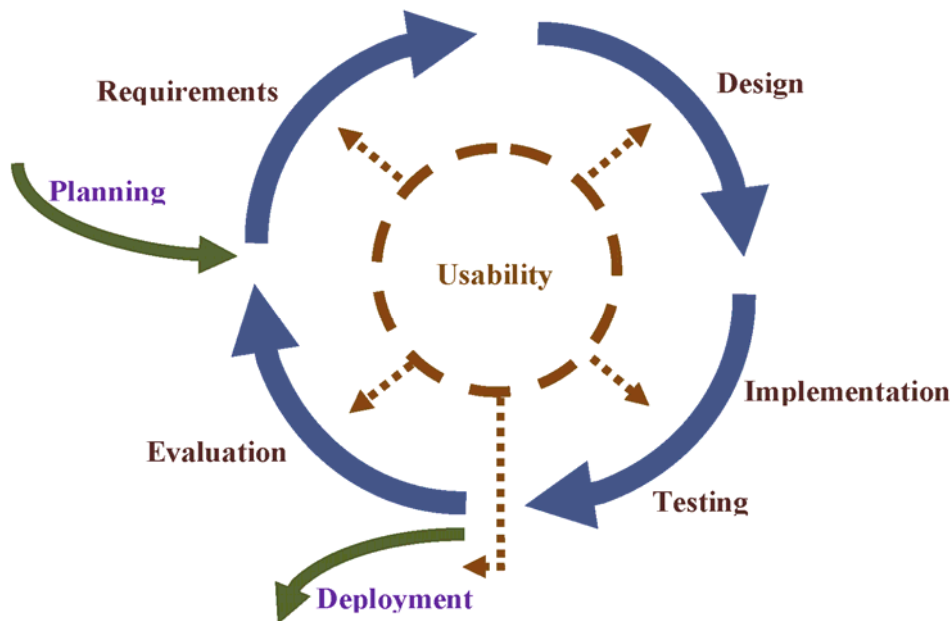 Requirements
Design
Planning
Usability
Implementation
Evaluation
Testing
Deployment